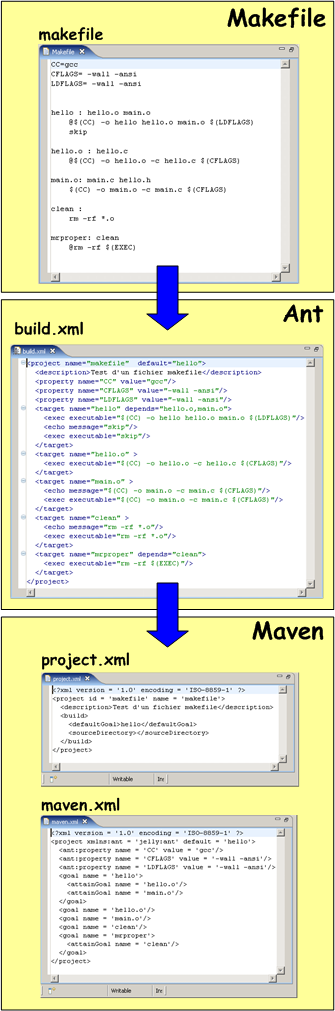 Makefile
makefile
Makefile
CC=gcc
CFLAGS= -wall -ansi
LDFLAGS= -wall -ansi
hello : hello.o main.o
@$(CC) -o hello hello.o main.o $(LDFLAGS)
skip
hello.o : hello.c
@$(CC) -o hello.o -c hello.c $(CFLAGS)
main.o: main.c hello.h
$(CC) -o main.o -c main.c $(CFLAGS)
clean :
rm -rf *.o
mrproper: clean
@rm -rf $(EXEC)
Ant
build.xml
build.xml
<project name="makefile" default="hello">
<description>Test d'un fichier makefile</description>
<property name="CC" value="gcc"/>
<property name="CFLAGS" value="-wall -ansi"/>
<property name="LDFLAGS" value="-wall -ansi"/>
<target name="hello" depends="hello.o,main.o">
<exec executable="$(CC) -o hello hello.o main.o $(LDFLAGS)"/>
<echo message="skip"/>
<exec executable="skip"/>
</target>
<target name="hello.o" >
<exec executable="$(CC) -o hello.o -c hello.c $(CFLAGS)"/>
</target>
<target name="main.o" >
<echo message="$(CC) -o main.o -c main.c $(CFLAGS)"/>
<exec executable="$(CC) -o main.o -c main.c $(CFLAGS)"/>
</target>
<target name="clean" >
<echo message="rm -rf *.o"/>
<exec executable="rm -rf *.o"/>
</target>
<target name="mrproper" depends="clean">
<exec executable="rm -rf $(EXEC)"/>
</target>
</project>
Maven
project.xml
project.xml
<?xml version = '1.0' encoding = 'ISO-8859-1' ?>
<project id = 'makefile' name = 'makefile'>
<description>Test d'un fichier makefile</description>
<build>
<defaultGoal>hello</defaultGoal>
<sourceDirectory></sourceDirectory>
</build>
</project>
Writable
In:
maven.xml
maven.xml
<?xml version = '1.0' encoding = 'ISO-8859-1' ?>
<project xmlns:ant = 'jelly:ant' default = 'hello'>
<ant:property name = 'CC' value = 'gcc'/>
<ant:property name = 'CFLAGS' value = '-wall -ansi'/>
<ant:property name = 'LDFLAGS' value = '-wall -ansi'/>
<goal name = 'hello'>
<attainGoal name = 'hello.o'/>
<attainGoal name = 'main.o'/>
</goal>
<goal name = 'hello.o'/>
<goal name = 'main.o'/>
<goal name = 'clean'/>
<goal name = 'mrproper'>
<attainGoal name = 'clean'/>
</goal>
</project>
Writable
In: